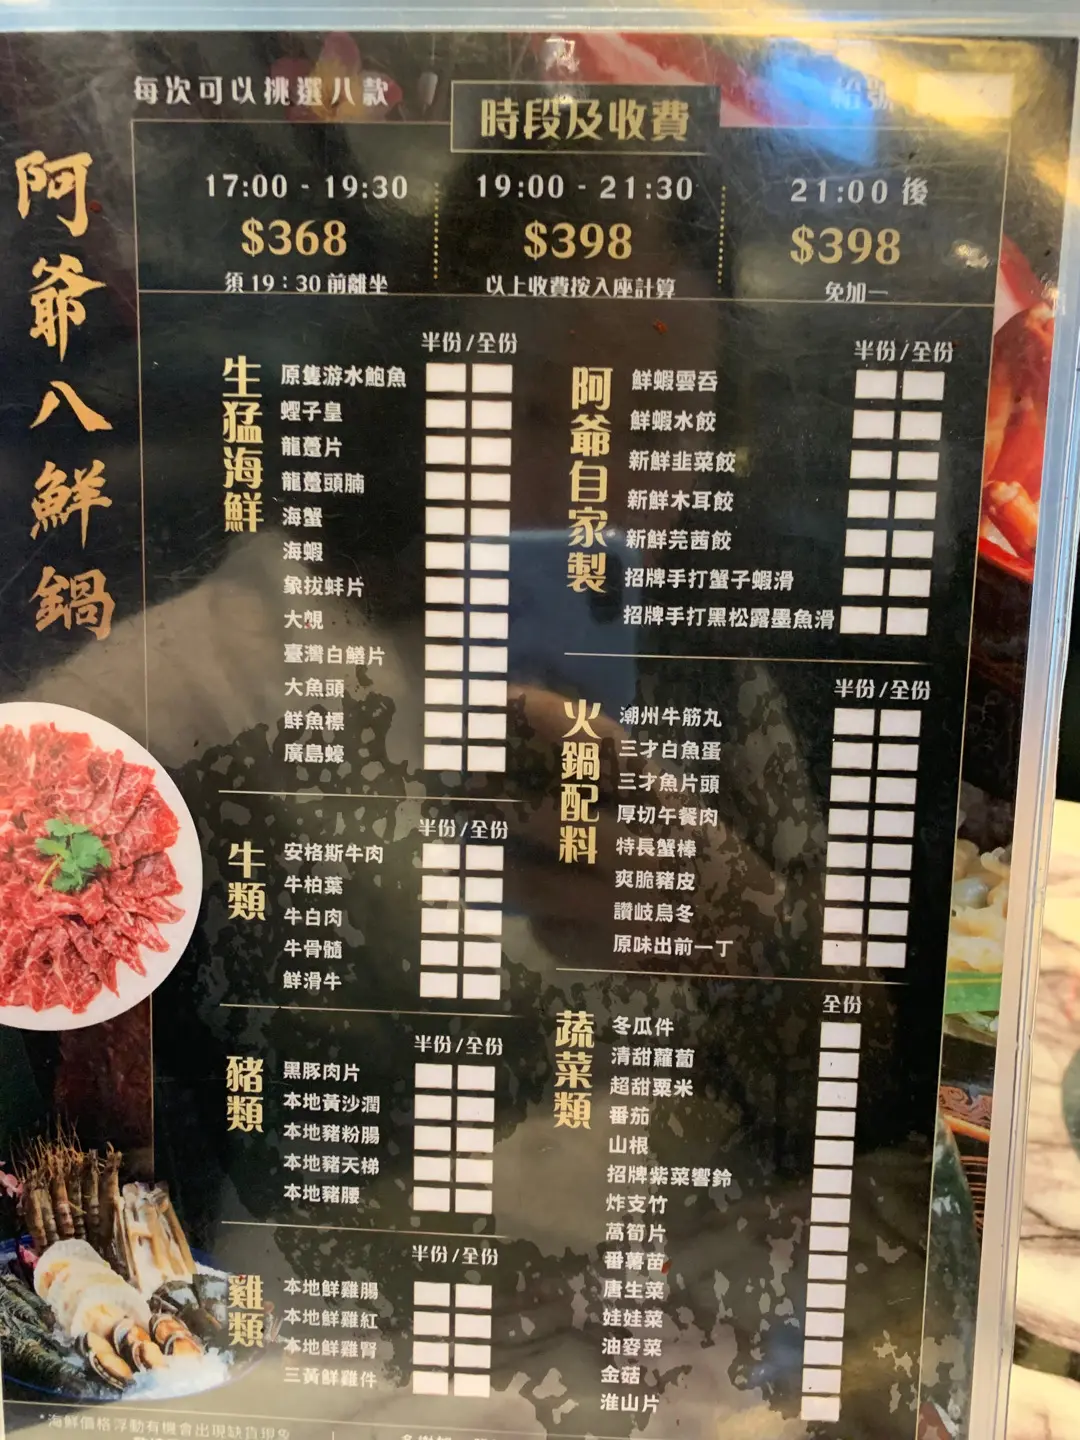 每次可以挑選八款
時段及收費
枱號
阿爺八鮮鍋
17:00 - 19:30
$368
須19：30前離坐
19:00 - 21:30
$398
以上收費按入座計算
21:00 後
$398
免加一
生猛海鮮
半份/全份
原隻游水鮑魚
蟶子皇
龍躉片
龍躉頭腩
海蟹
海蝦
象拔蚌片
大蜆
臺灣白鱔片
大魚頭
鮮魚標
廣島蠔
牛類
半份/全份
安格斯牛肉
牛柏葉
牛白肉
牛骨髓
鮮滑牛
豬類
半份/全份
黑豚肉片
本地黃沙潤
本地豬粉腸
本地豬天梯
本地豬腰
雞類
半份/全份
本地鮮雞腸
本地鮮雞紅
本地鮮雞腎
三黃鮮雞件
阿爺自家製
半份/全份
鮮蝦雲吞
鮮蝦水餃
新鮮韭菜餃
新鮮木耳餃
新鮮芫茜餃
招牌手打蟹子蝦滑
招牌手打黑松露墨魚滑
火鍋配料
半份/全份
潮州牛筋丸
三才白魚蛋
三才魚片頭
厚切午餐肉
特長蟹棒
爽脆豬皮
讚岐烏冬
原味出前一丁
蔬菜類
全份
冬瓜件
清甜蘿蔔
超甜粟米
番茄
山根
招牌紫菜響鈴
炸支竹
萵筍片
番薯苗
唐生菜
娃娃菜
油麥菜
金菇
淮山片
*海鮮價格浮動有機會出現缺貨現象